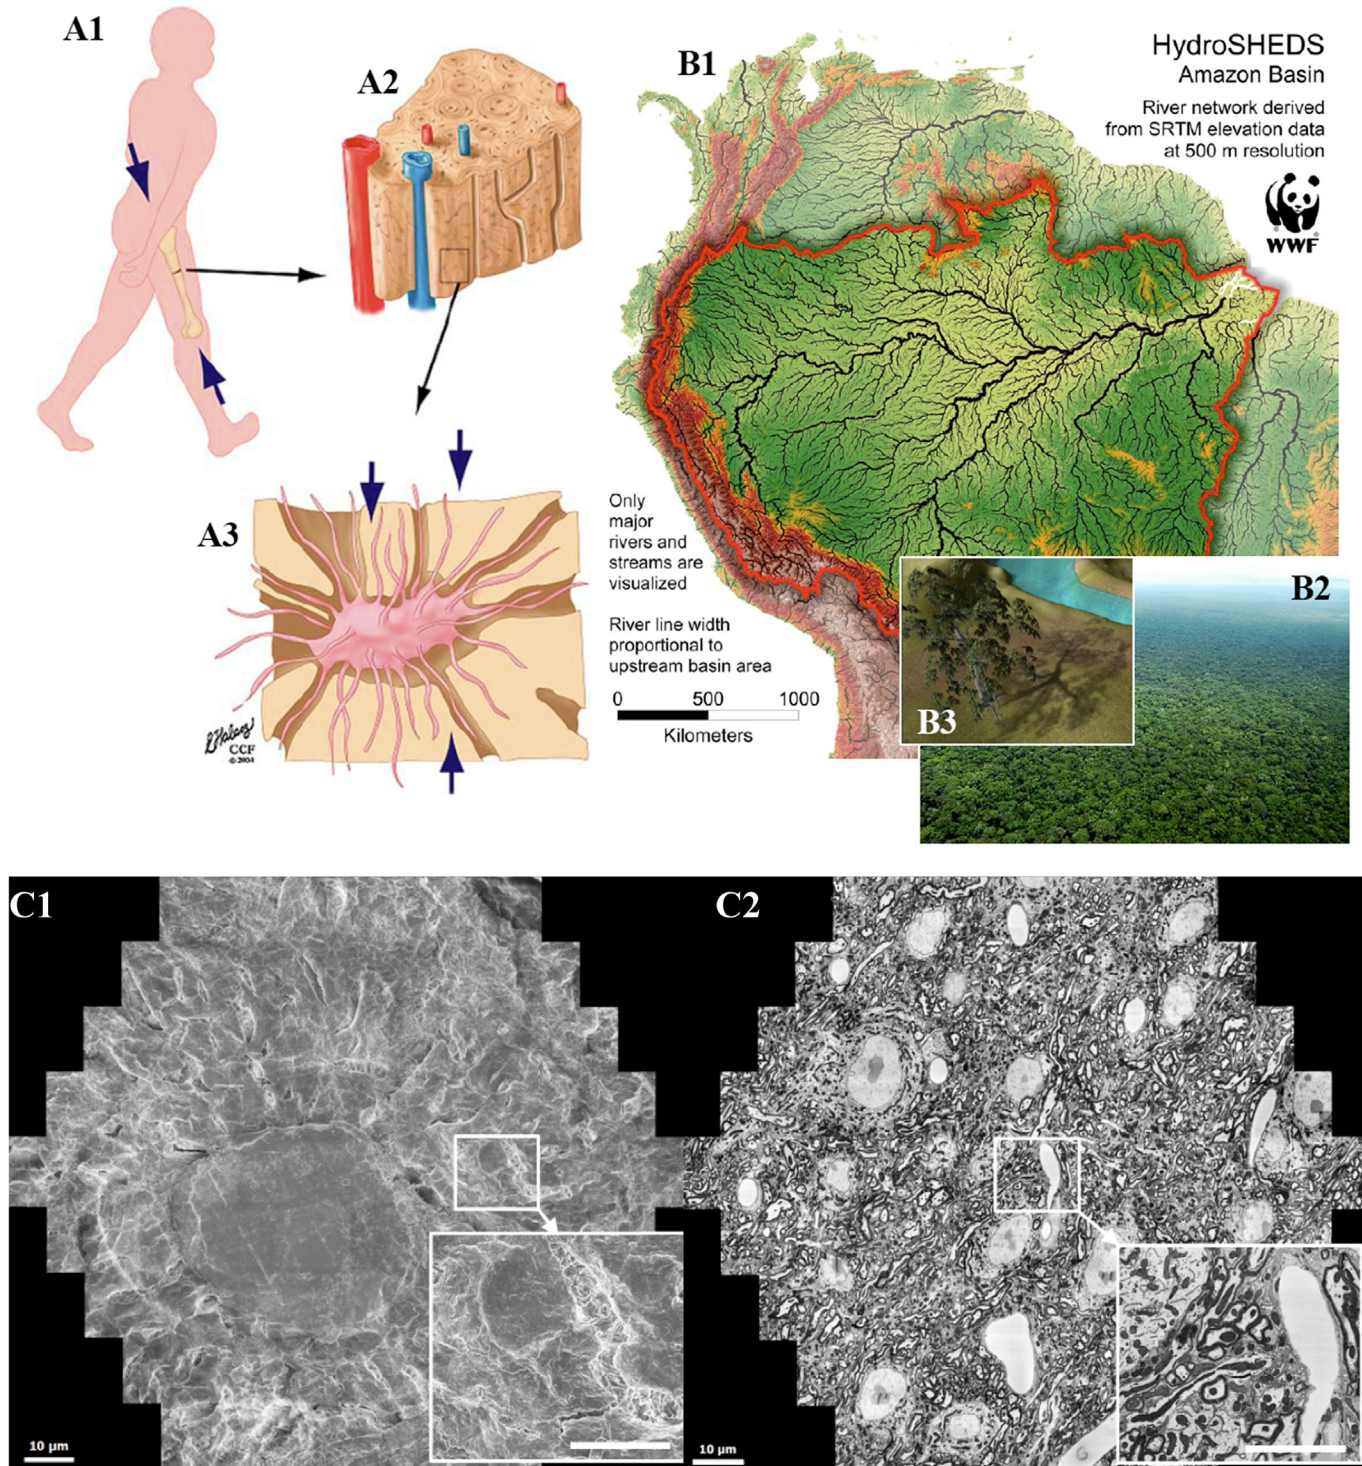 A1
A2
A3
CCF
© 2004
B1
HydroSHEDS
Amazon Basin
River network derived
from SRTM elevation data
at 500 m resolution
WWF
Only
major
rivers and
streams are
visualized
River line width
proportional to
upstream basin area
0 500 1000
Kilometers
B2
B3
C1
10 µm
C2
10 µm